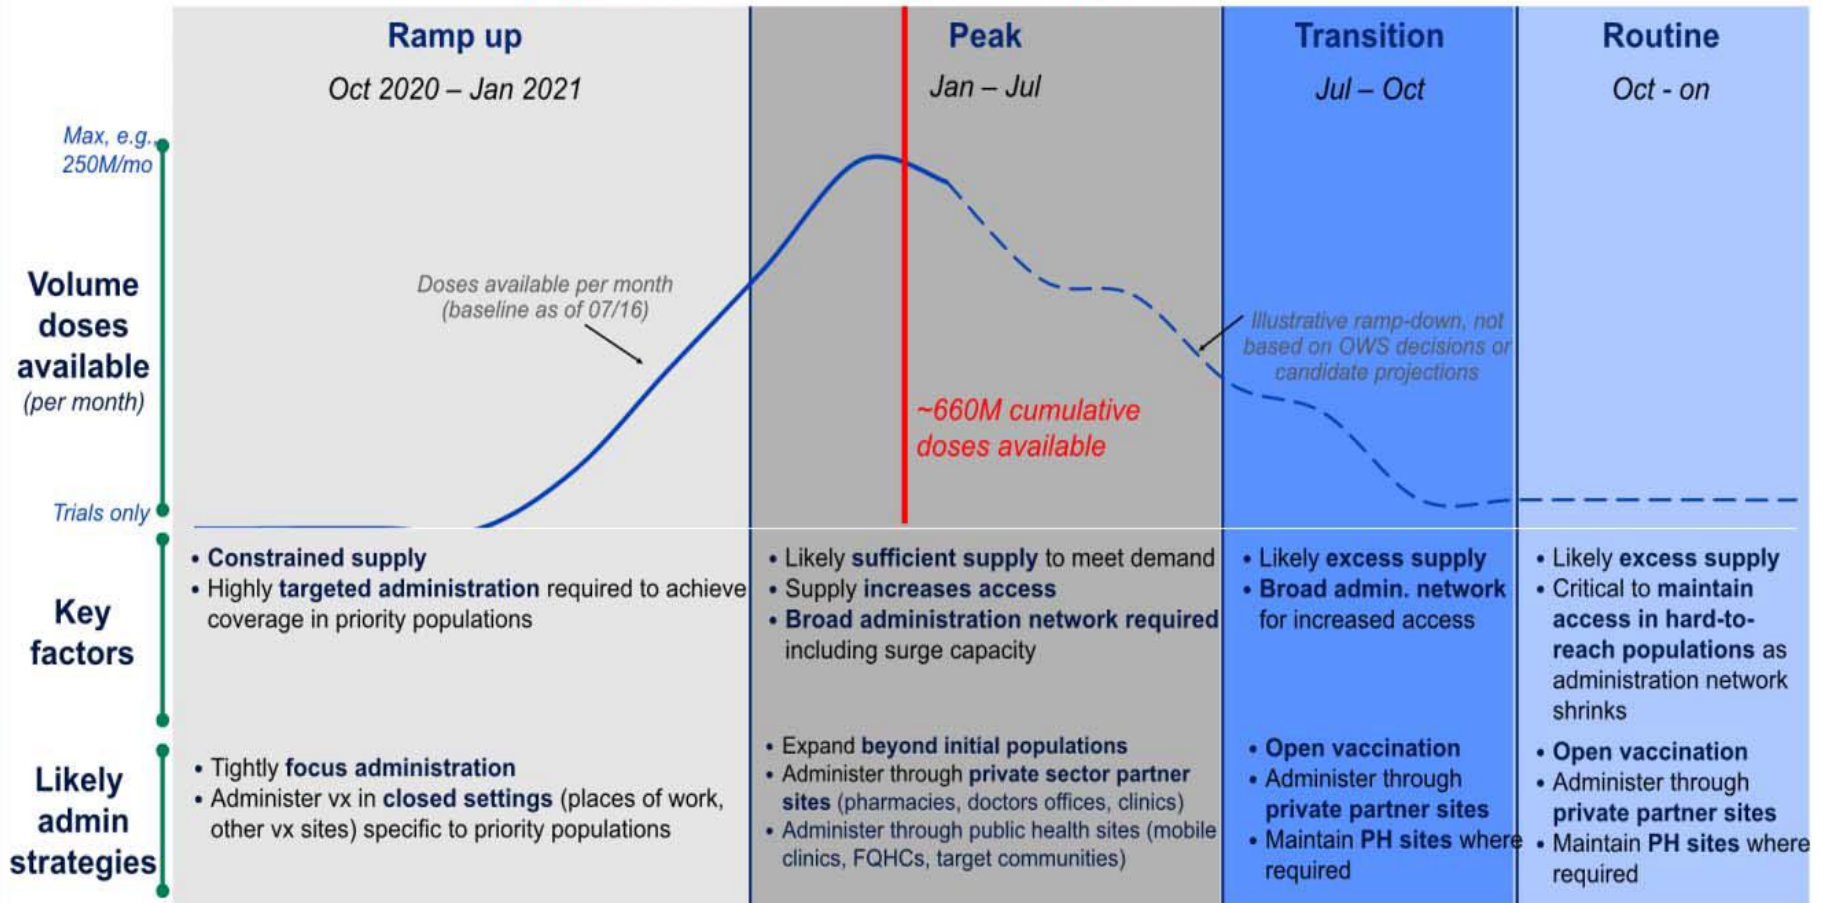 Ramp up
Oct 2020 – Jan 2021
Peak
Jan – Jul
Transition
Jul – Oct
Routine
Oct - on
Max, e.g.,
250M/mo
Volume
doses
available
(per month)
Trials only
Doses available per month
(baseline as of 07/16)
~660M cumulative
doses available
Illustrative ramp-down, not
based on OWS decisions or
candidate projections
Key
factors
• Constrained supply
• Highly targeted administration required to achieve
coverage in priority populations
• Likely sufficient supply to meet demand
• Supply increases access
• Broad administration network required
including surge capacity
• Likely excess supply
• Broad admin. network
for increased access
• Likely excess supply
• Critical to maintain
access in hard-to-
reach populations as
administration network
shrinks
Likely
admin
strategies
• Tightly focus administration
• Administer vx in closed settings (places of work,
other vx sites) specific to priority populations
• Expand beyond initial populations
• Administer through private sector partner
sites (pharmacies, doctors offices, clinics)
• Administer through public health sites (mobile
clinics, FQHCs, target communities)
• Open vaccination
• Administer through
private partner sites
• Maintain PH sites where
required
• Open vaccination
• Administer through
private partner sites
• Maintain PH sites where
required